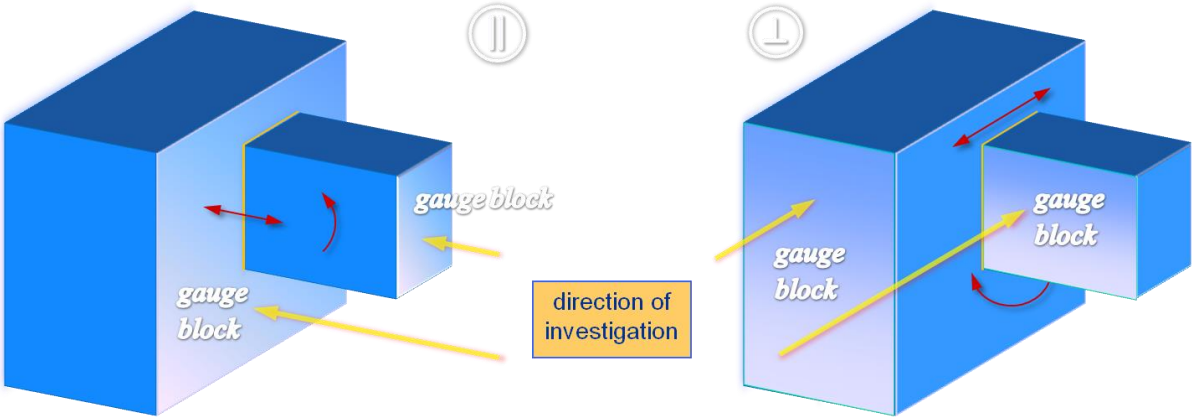 gauge block
gauge
block
direction of
investigation
gauge
block
gauge
block